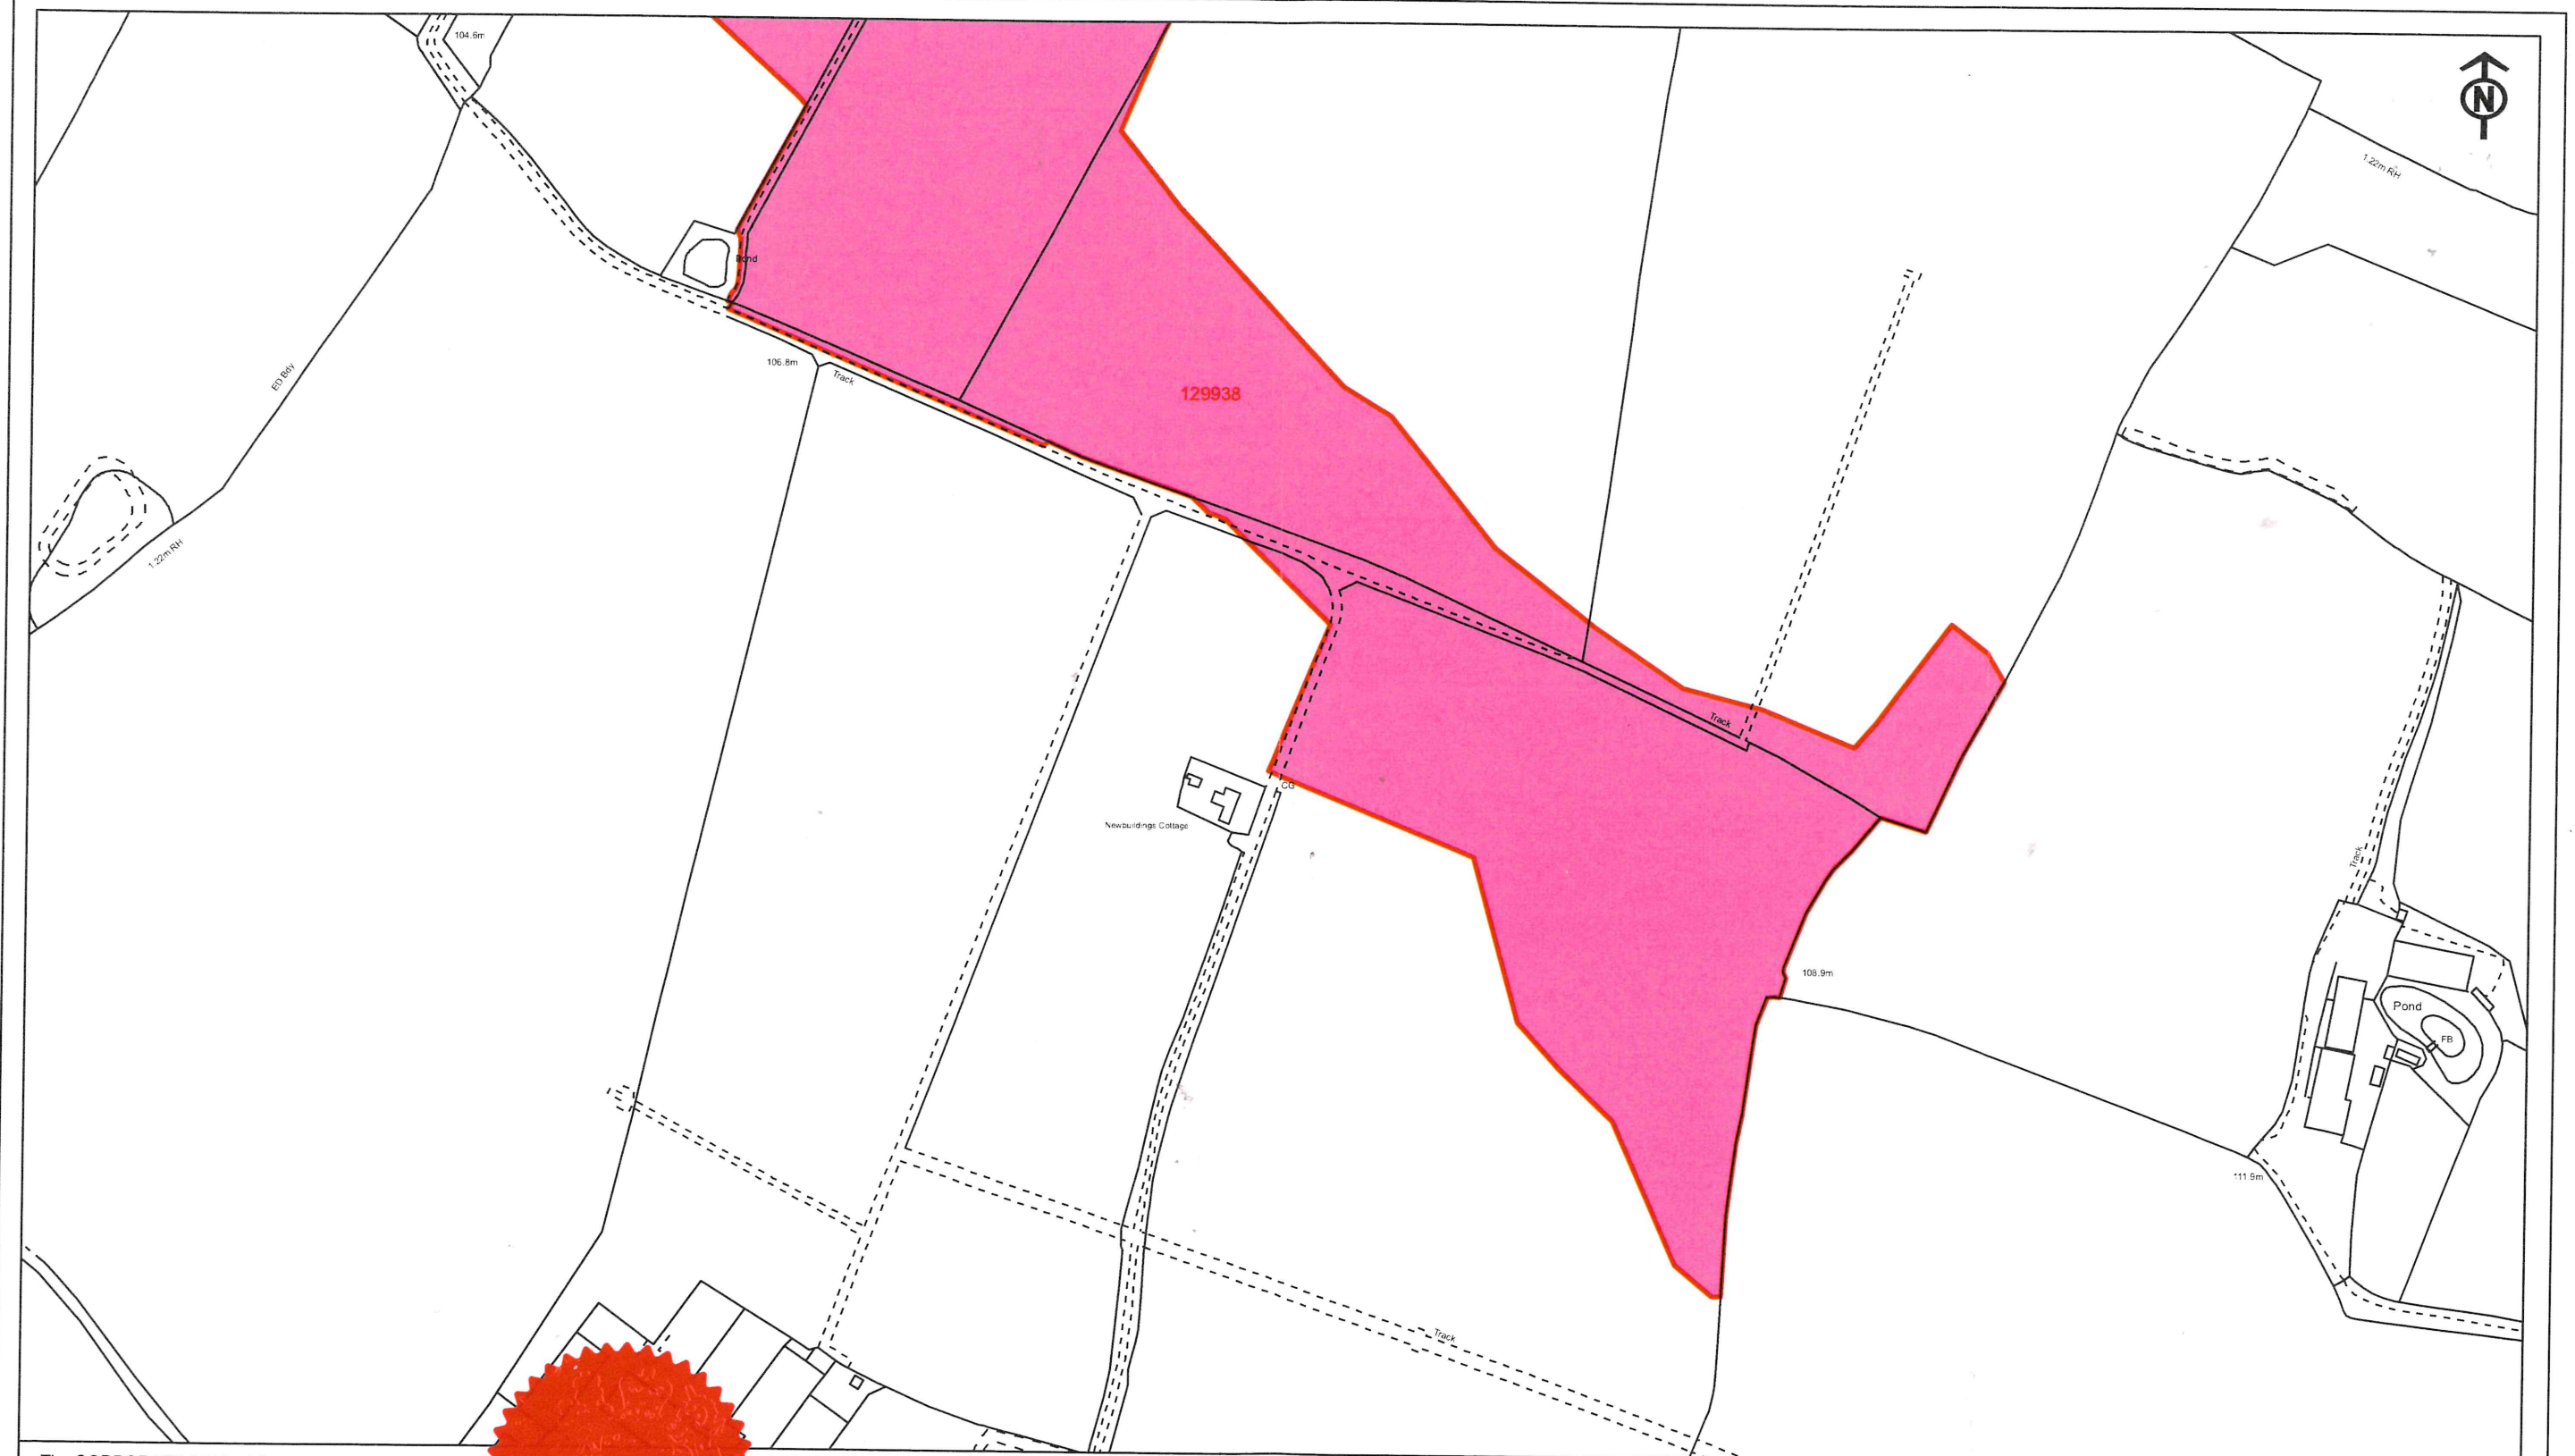 104.6m
N
1.22m RH
Pond
106.8m
Track
ED Bdy
129938
1.22m RH
Track
CG
Newbuildings Cottage
Track
108.9m
Pond
FB
111.9m
Track